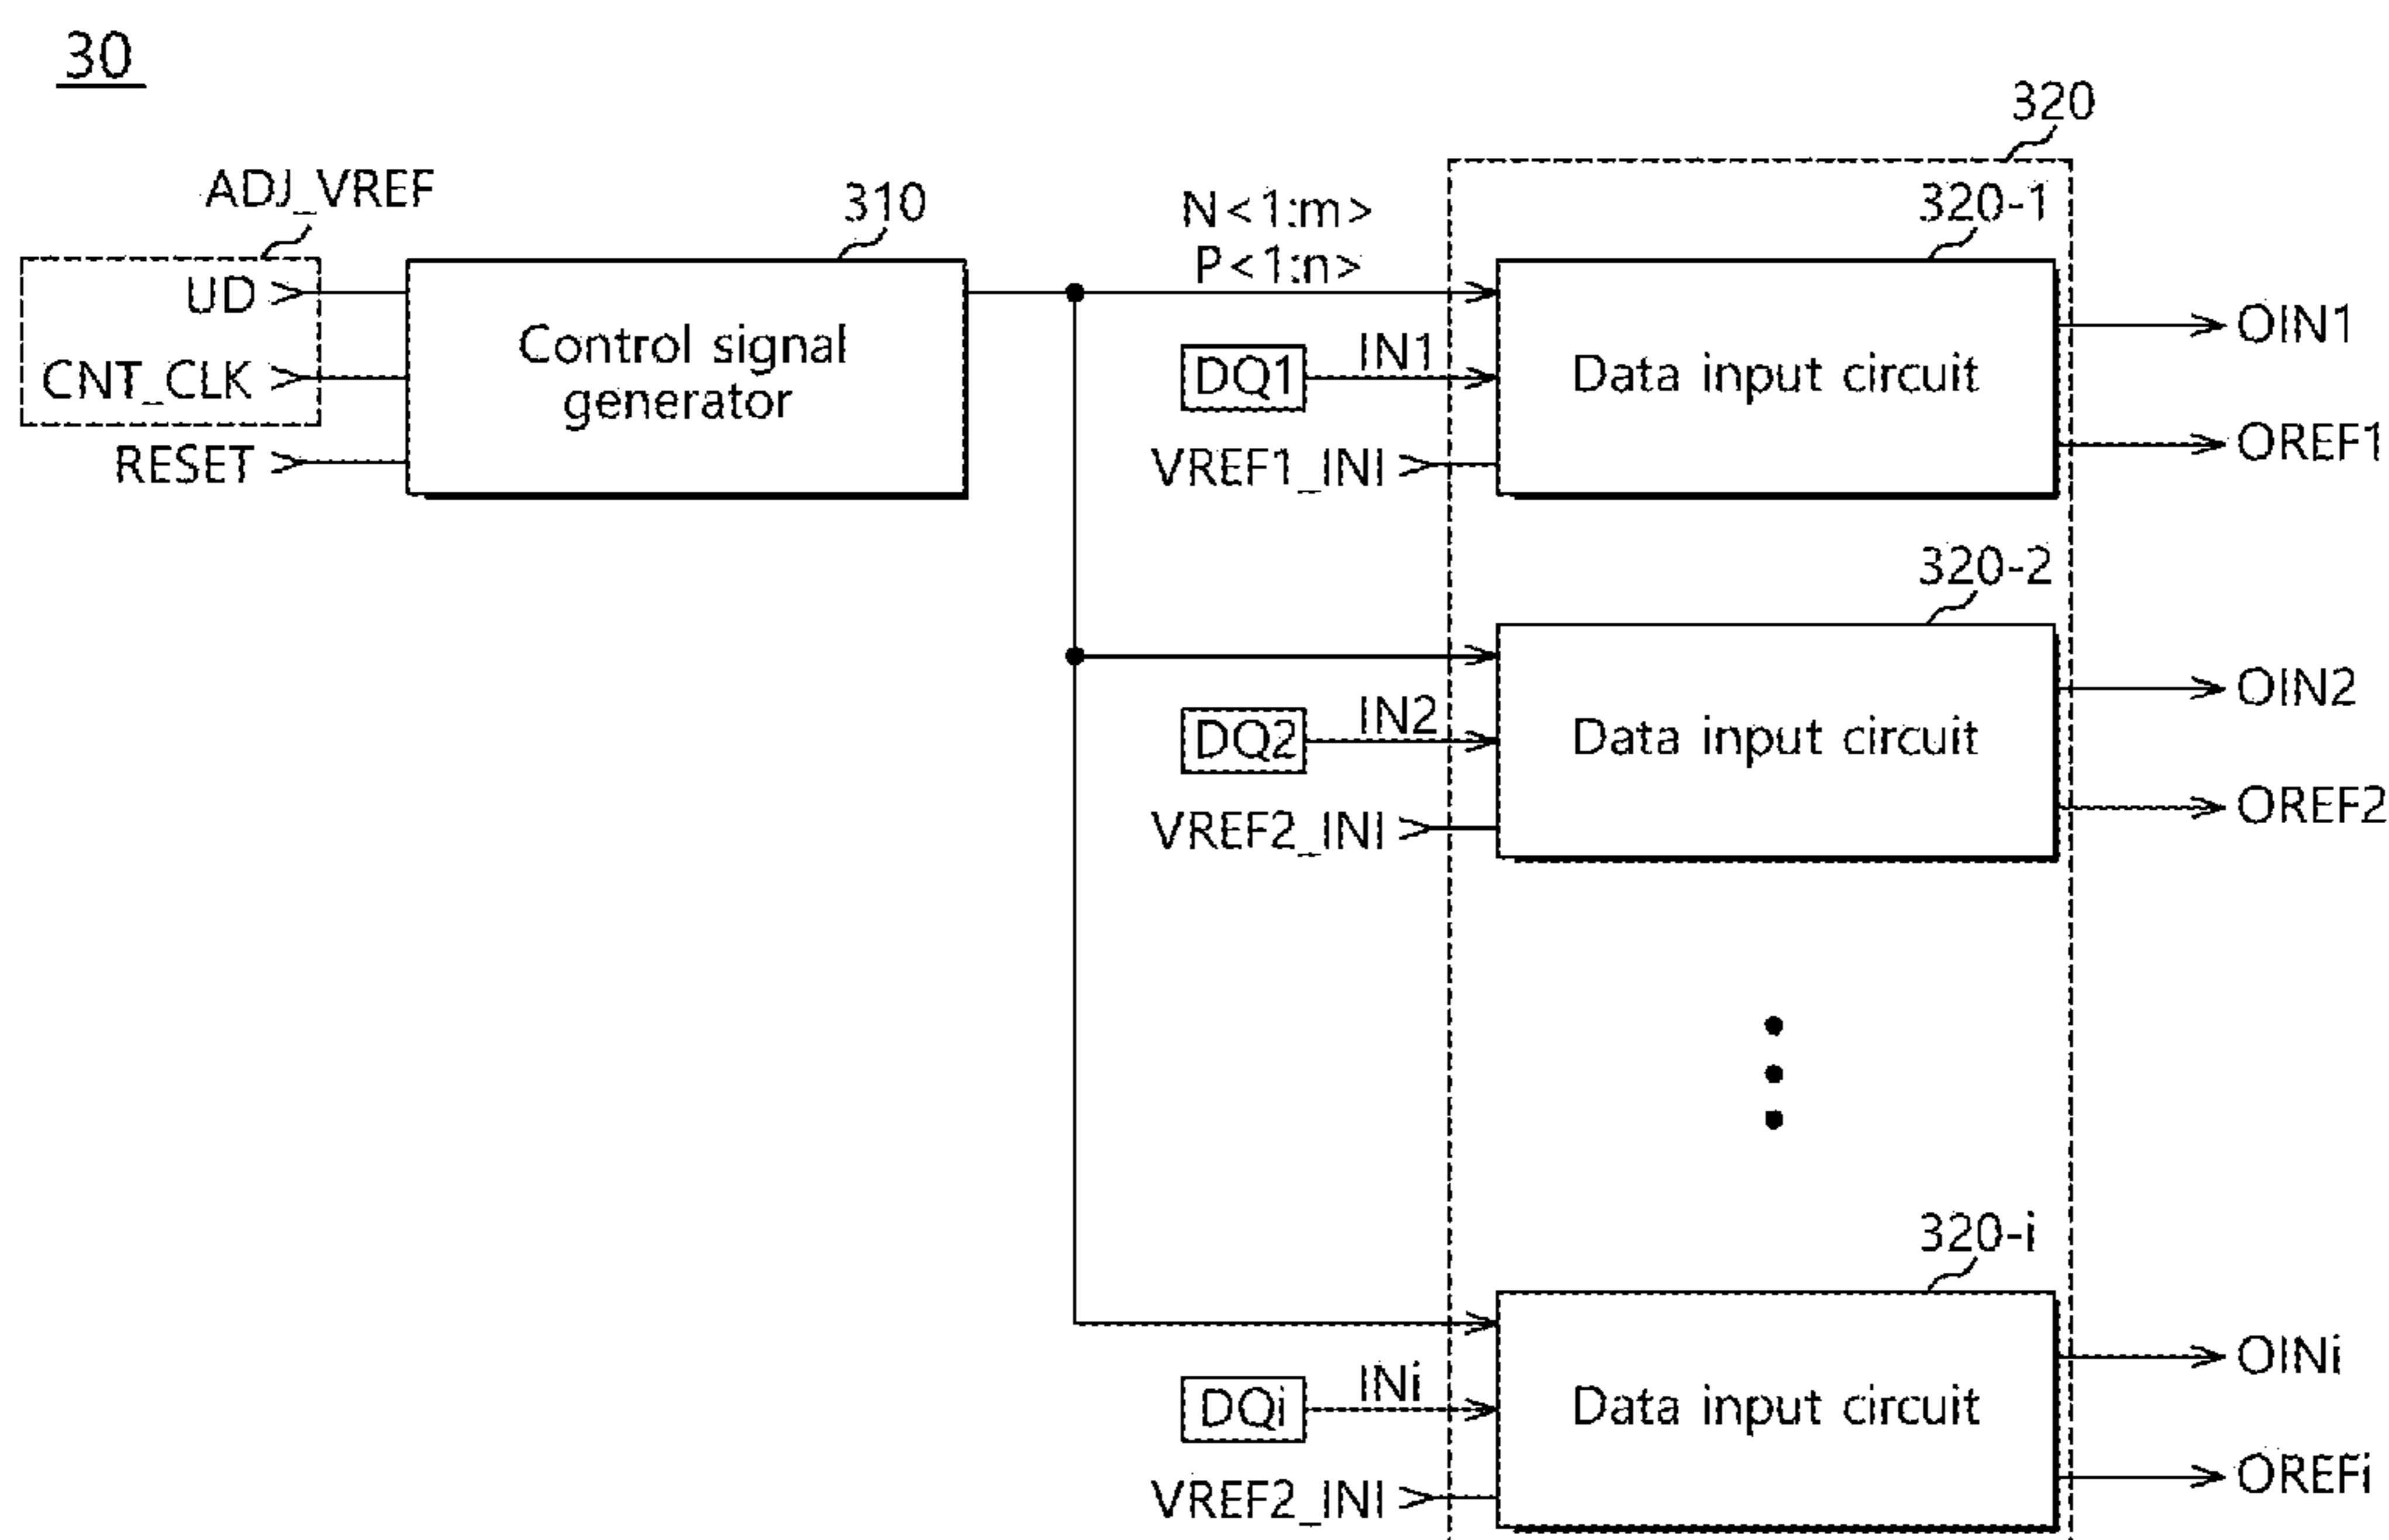 30
320
ADJ_VREF
310
N<1:m>
320-1
P<1:n>
UD
CNT_CLK
RESET
Control signal
generator
DQ1
IN1
VREF1_INI
Data input circuit
OIN1
OREF1
320-2
DQ2
IN2
VREF2_INI
Data input circuit
OIN2
OREF2
320-i
DQi
INi
VREF2_INI
Data input circuit
OINi
OREFi